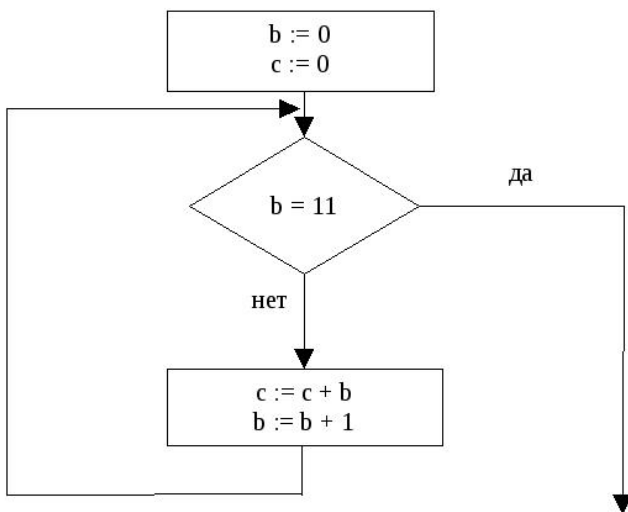 b := 0
c := 0
да
b = 11
нет
c := c + b
b := b + 1